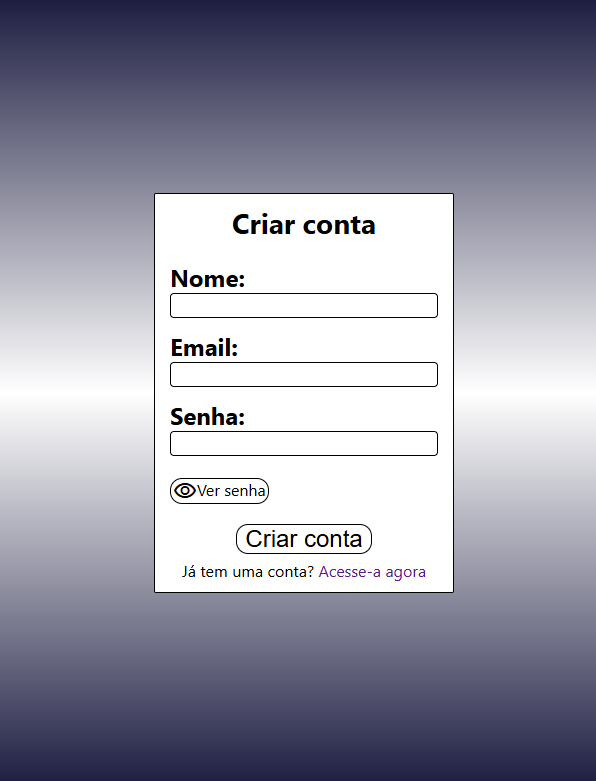 Criar conta
Nome:
Email:
Senha:
Ver senha
Criar conta
Já tem uma conta? Acesse-a agora